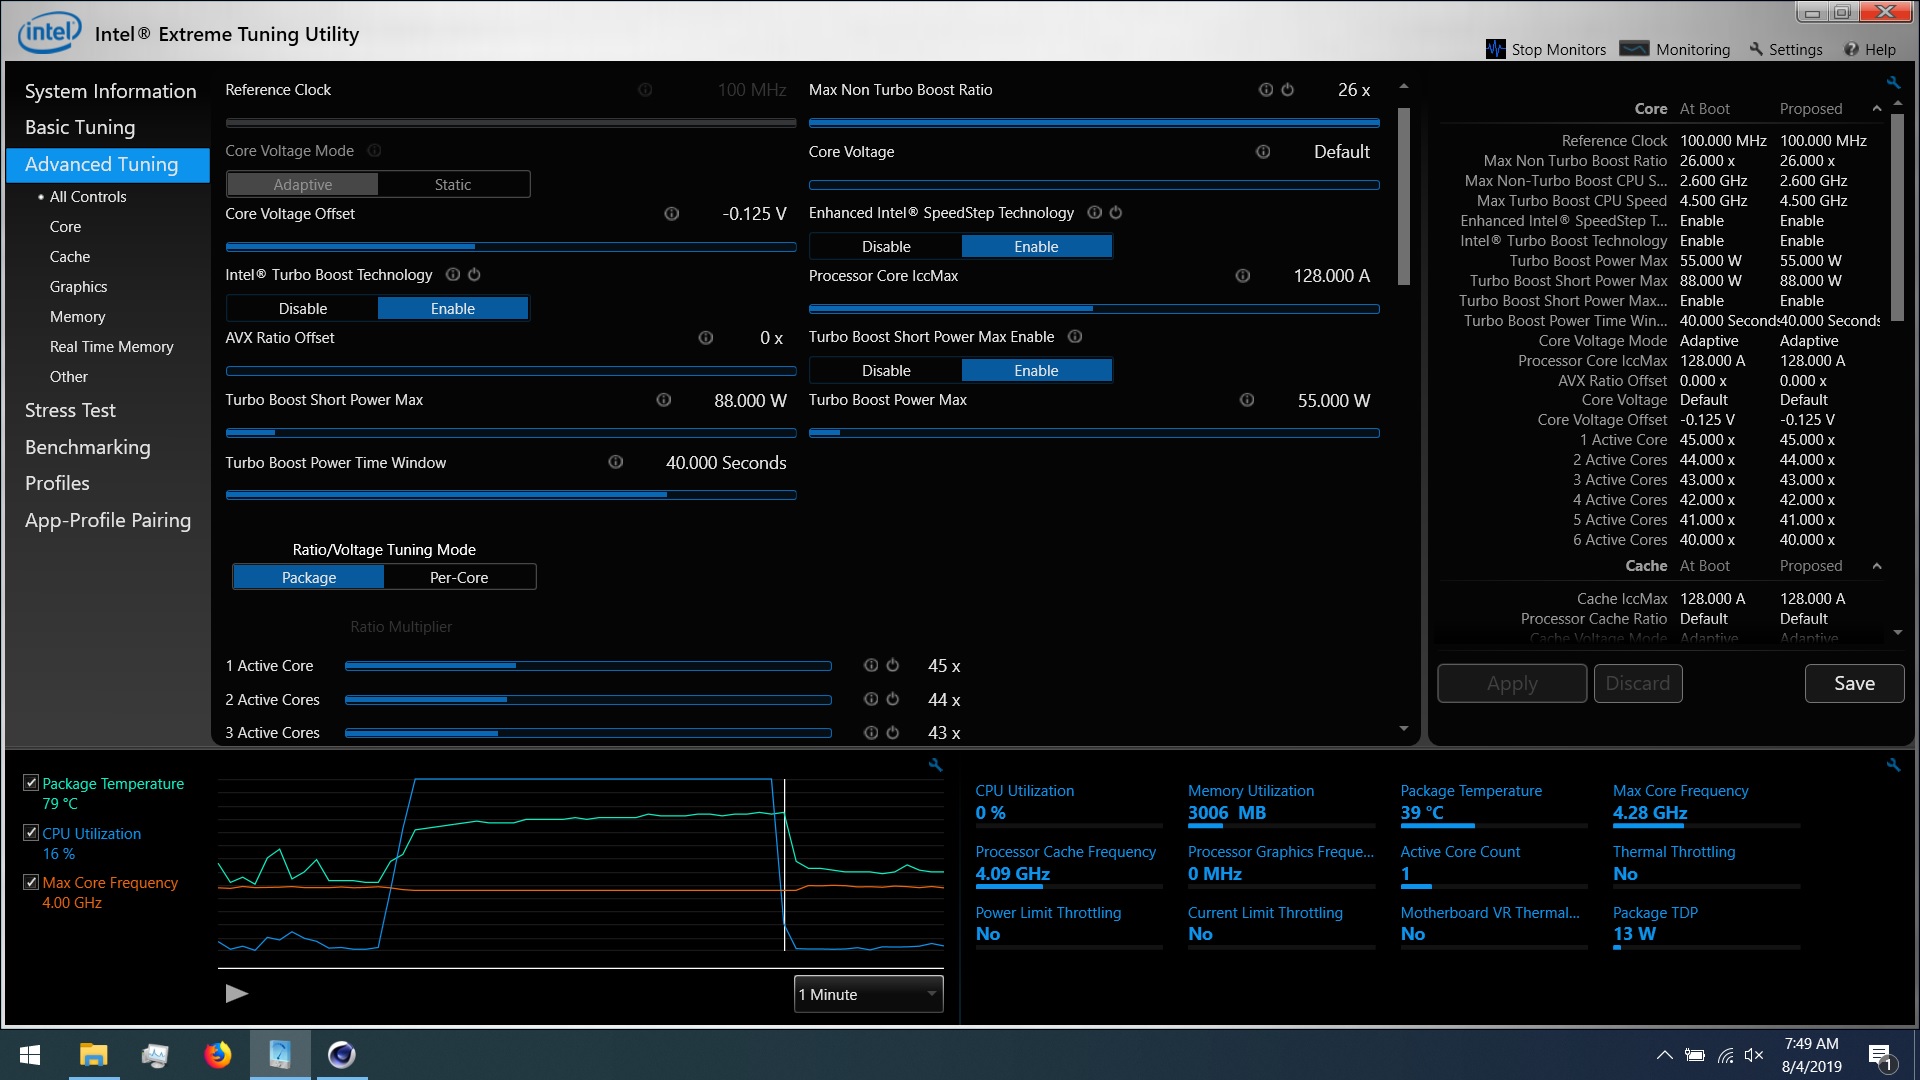 intel
Intel® Extreme Tuning Utility
Stop Monitors
Monitoring
Settings
Help
System Information
Basic Tuning
Advanced Tuning
• All Controls
Core
Cache
Graphics
Memory
Real Time Memory
Other
Stress Test
Benchmarking
Profiles
App-Profile Pairing
Reference Clock 100 MHz
Core Voltage Mode
Adaptive Static
Core Voltage Offset -0.125 V
Intel® Turbo Boost Technology
Disable Enable
AVX Ratio Offset 0 x
Turbo Boost Short Power Max 88.000 W
Turbo Boost Power Time Window 40.000 Seconds
Max Non Turbo Boost Ratio 26 x
Core Voltage Default
Enhanced Intel® SpeedStep Technology
Disable Enable
Processor Core IccMax 128.000 A
Turbo Boost Short Power Max Enable
Disable Enable
Turbo Boost Power Max 55.000 W
Ratio/Voltage Tuning Mode
Package Per-Core
Ratio Multiplier
1 Active Core 45 x
2 Active Cores 44 x
3 Active Cores 43 x
Core At Boot Proposed
Reference Clock 100.000 MHz 100.000 MHz
Max Non Turbo Boost Ratio 26.000 x 26.000 x
Max Non-Turbo Boost CPU S... 2.600 GHz 2.600 GHz
Max Turbo Boost CPU Speed 4.500 GHz 4.500 GHz
Enhanced Intel® SpeedStep T... Enable Enable
Intel® Turbo Boost Technology Enable Enable
Turbo Boost Power Max 55.000 W 55.000 W
Turbo Boost Short Power Max 88.000 W 88.000 W
Turbo Boost Short Power Max... Enable Enable
Turbo Boost Power Time Win... 40.000 Seconds 40.000 Seconds
Core Voltage Mode Adaptive Adaptive
Processor Core IccMax 128.000 A 128.000 A
AVX Ratio Offset 0.000 x 0.000 x
Core Voltage Default Default
Core Voltage Offset -0.125 V -0.125 V
1 Active Core 45.000 x 45.000 x
2 Active Cores 44.000 x 44.000 x
3 Active Cores 43.000 x 43.000 x
4 Active Cores 42.000 x 42.000 x
5 Active Cores 41.000 x 41.000 x
6 Active Cores 40.000 x 40.000 x
Cache At Boot Proposed
Cache IccMax 128.000 A 128.000 A
Processor Cache Ratio Default Default
Cache Voltage Mode Adaptive Adaptive
Apply Discard Save
Package Temperature
79 °C
CPU Utilization
16 %
Max Core Frequency
4.00 GHz
1 Minute
CPU Utilization
0 %
Memory Utilization
3006 MB
Package Temperature
39 °C
Max Core Frequency
4.28 GHz
Processor Cache Frequency
4.09 GHz
Processor Graphics Freque...
0 MHz
Active Core Count
1
Thermal Throttling
No
Power Limit Throttling
No
Current Limit Throttling
No
Motherboard VR Thermal...
No
Package TDP
13 W
7:49 AM
8/4/2019
1